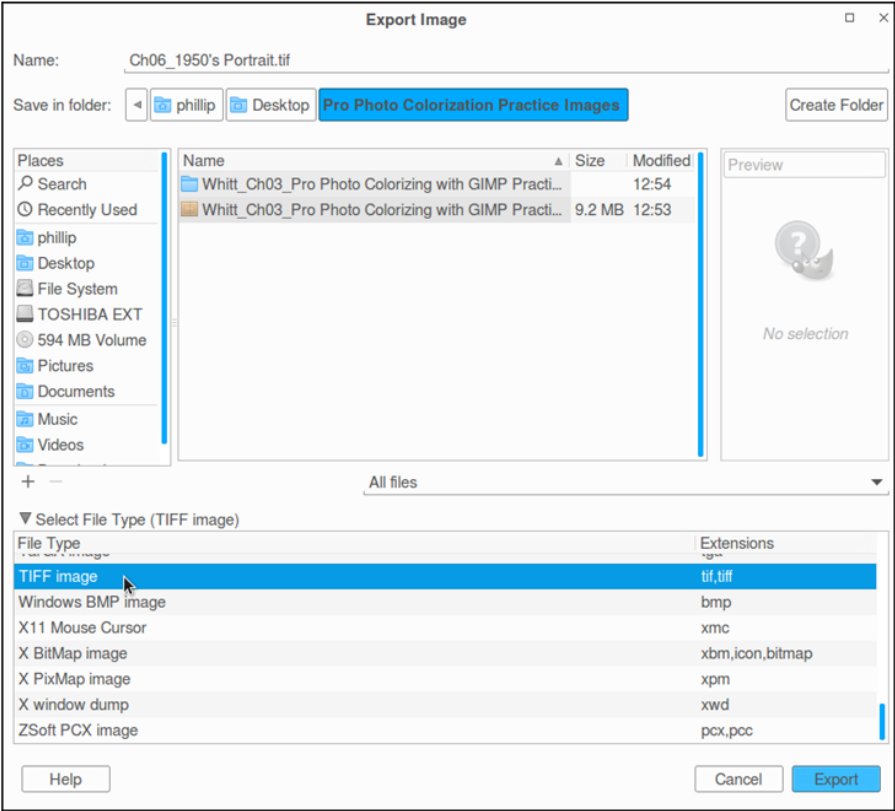 Export Image
Name: Ch06_1950's Portrait.tif
Save in folder: phillip Desktop Pro Photo Colorization Practice Images Create Folder
Places
Search
Recently Used
phillip
Desktop
File System
TOSHIBA EXT
594 MB Volume
Pictures
Documents
Music
Videos
Name Size Modified
Whitt_Ch03_Pro Photo Colorizing with GIMP Practi... 12:54
Whitt_Ch03_Pro Photo Colorizing with GIMP Practi... 9.2 MB 12:53
Preview
No selection
All files
Select File Type (TIFF image)
File Type Extensions
TIFF image tif,tiff
Windows BMP image bmp
X11 Mouse Cursor xmc
X BitMap image xbm,icon,bitmap
X PixMap image xpm
X window dump xwd
ZSoft PCX image pcx,pcc
Help Cancel Export